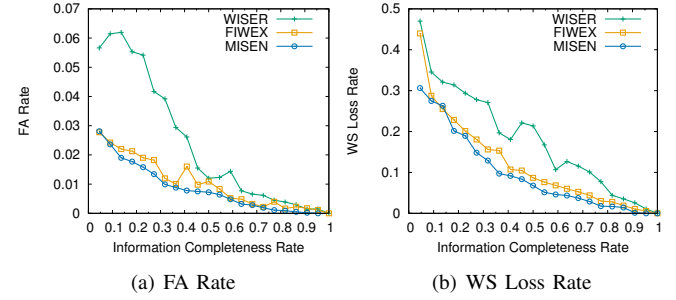 WISER
FIWEX
MISEN
FA Rate
0.07
0.06
0.05
0.04
0.03
0.02
0.01
0
0 0.1 0.2 0.3 0.4 0.5 0.6 0.7 0.8 0.9 1
Information Completeness Rate
(a) FA Rate
WISER
FIWEX
MISEN
WS Loss Rate
0.5
0.4
0.3
0.2
0.1
0
0 0.1 0.2 0.3 0.4 0.5 0.6 0.7 0.8 0.9 1
Information Completeness Rate
(b) WS Loss Rate